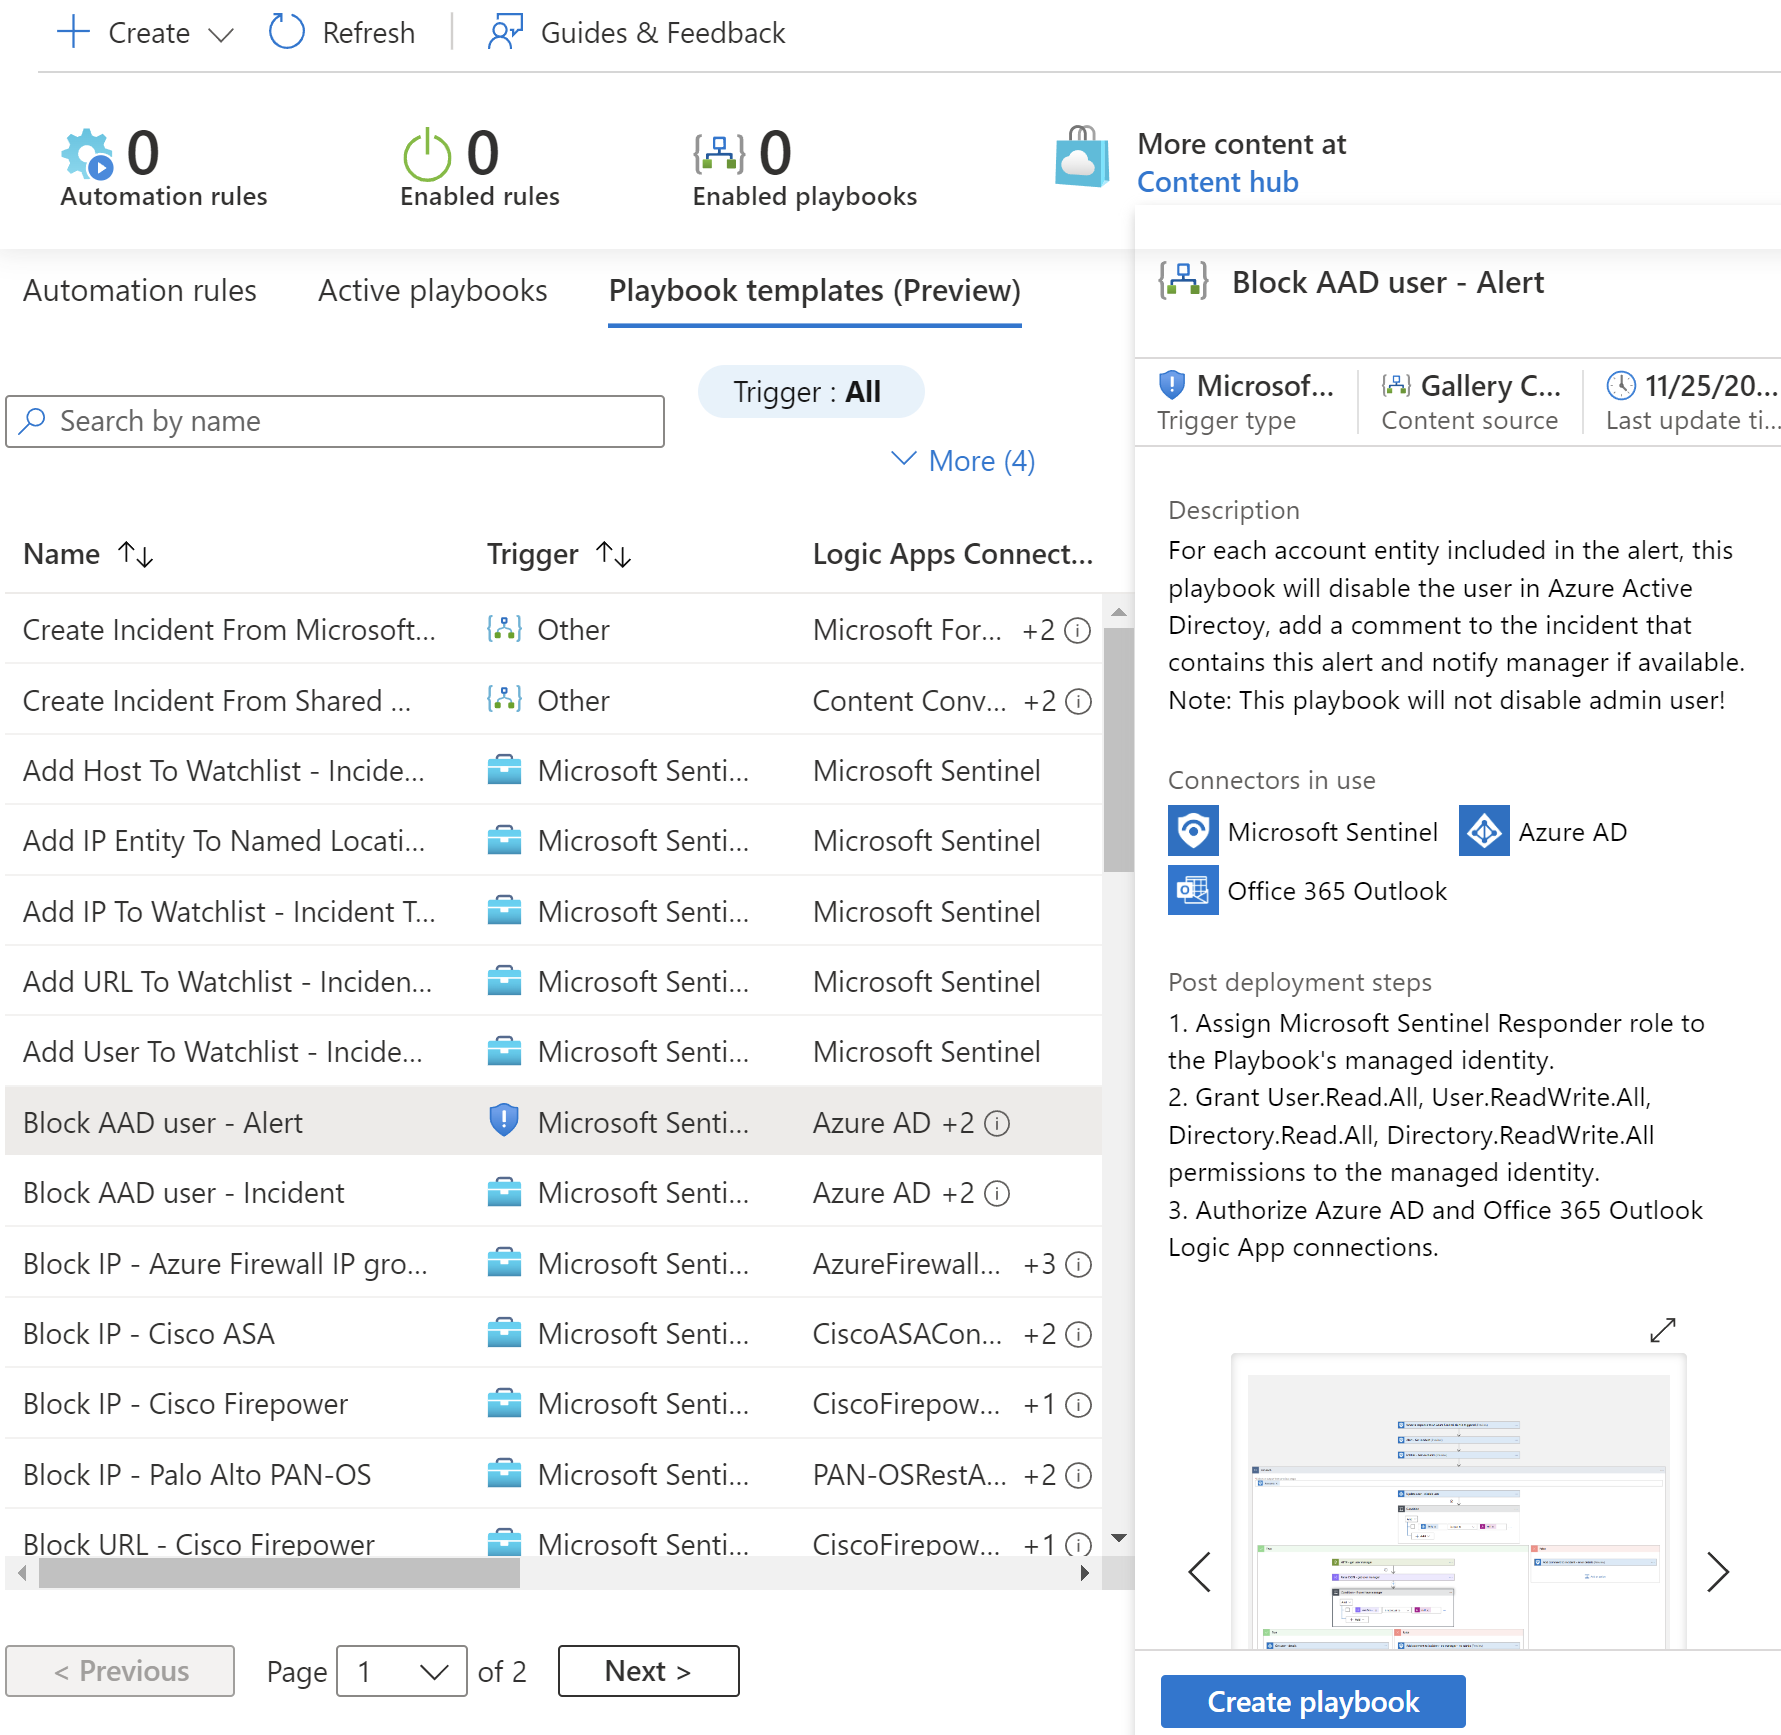 Create
Refresh
Guides & Feedback
0
Automation rules
0
Enabled rules
0
Enabled playbooks
More content at
Content hub
Automation rules
Active playbooks
Playbook templates (Preview)
Search by name
Trigger : All
More (4)
Name
Trigger
Logic Apps Connect...
Create Incident From Microsoft... Other Microsoft For... +2
Create Incident From Shared ... Other Content Conv... +2
Add Host To Watchlist - Incide... Microsoft Senti... Microsoft Sentinel
Add IP Entity To Named Locati... Microsoft Senti... Microsoft Sentinel
Add IP To Watchlist - Incident T... Microsoft Senti... Microsoft Sentinel
Add URL To Watchlist - Inciden... Microsoft Senti... Microsoft Sentinel
Add User To Watchlist - Incide... Microsoft Senti... Microsoft Sentinel
Block AAD user - Alert Microsoft Senti... Azure AD +2
Block AAD user - Incident Microsoft Senti... Azure AD +2
Block IP - Azure Firewall IP gro... Microsoft Senti... AzureFirewall... +3
Block IP - Cisco ASA Microsoft Senti... CiscoASACon... +2
Block IP - Cisco Firepower Microsoft Senti... CiscoFirepow... +1
Block IP - Palo Alto PAN-OS Microsoft Senti... PAN-OSRestA... +2
Block URL - Cisco Firepower Microsoft Senti... CiscoFirepow... +1
< Previous
Page 1 of 2
Next >
Block AAD user - Alert
Microsof...
Trigger type
Gallery C...
Content source
11/25/20...
Last update ti...
Description
For each account entity included in the alert, this
playbook will disable the user in Azure Active
Directoy, add a comment to the incident that
contains this alert and notify manager if available.
Note: This playbook will not disable admin user!
Connectors in use
Microsoft Sentinel
Azure AD
Office 365 Outlook
Post deployment steps
1. Assign Microsoft Sentinel Responder role to
the Playbook's managed identity.
2. Grant User.Read.All, User.ReadWrite.All,
Directory.Read.All, Directory.ReadWrite.All
permissions to the managed identity.
3. Authorize Azure AD and Office 365 Outlook
Logic App connections.
Create playbook